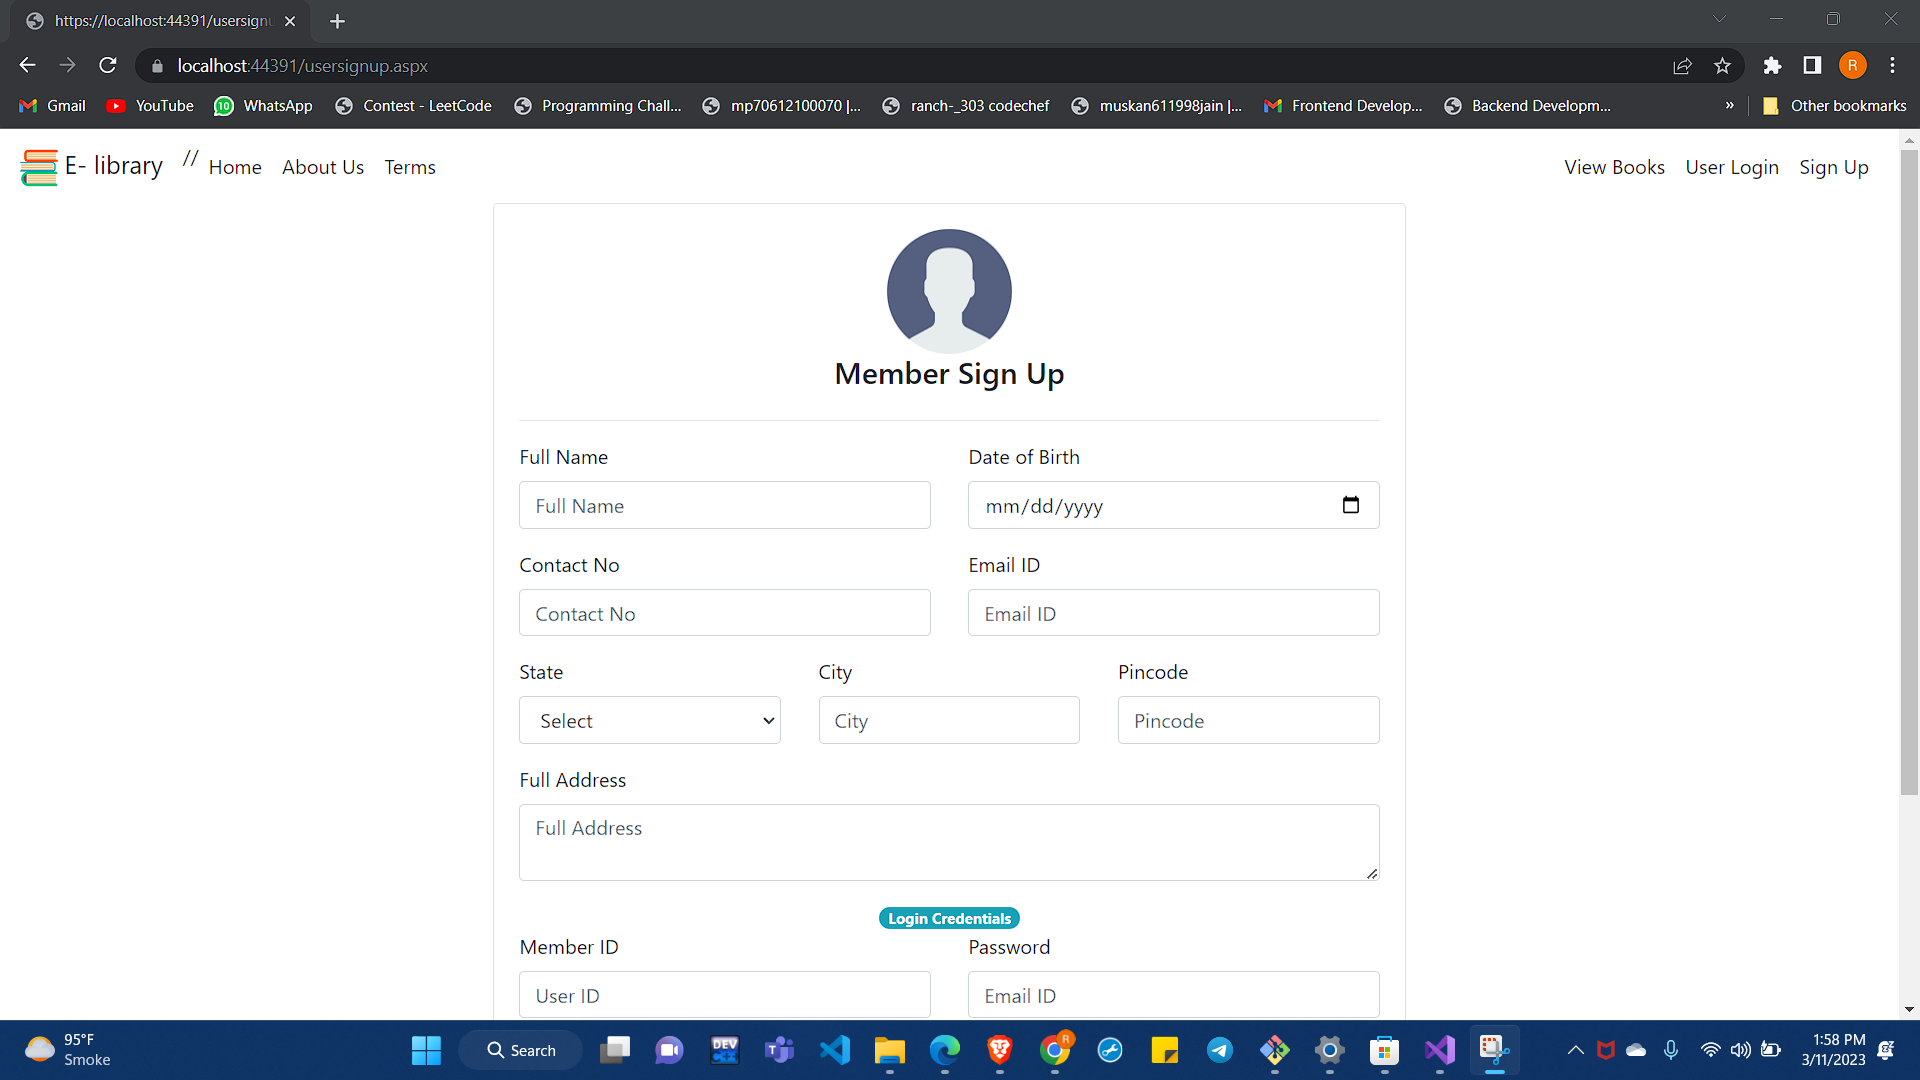 https://localhost:44391/usersignu
localhost:44391/usersignup.aspx
R
Gmail YouTube 10 WhatsApp Contest - LeetCode Programming Chall... mp70612100070 |... ranch-_303 codechef muskan611998jain |... Frontend Develop... Backend Developm... » Other bookmarks
E- library // Home About Us Terms View Books User Login Sign Up
Member Sign Up
Full Name Date of Birth
Full Name mm/dd/yyyy
Contact No Email ID
Contact No Email ID
State City Pincode
Select City Pincode
Full Address
Full Address
Login Credentials
Member ID Password
User ID Email ID
95°F
Smoke
Search
DEV
C++
R
1:58 PM
3/11/2023